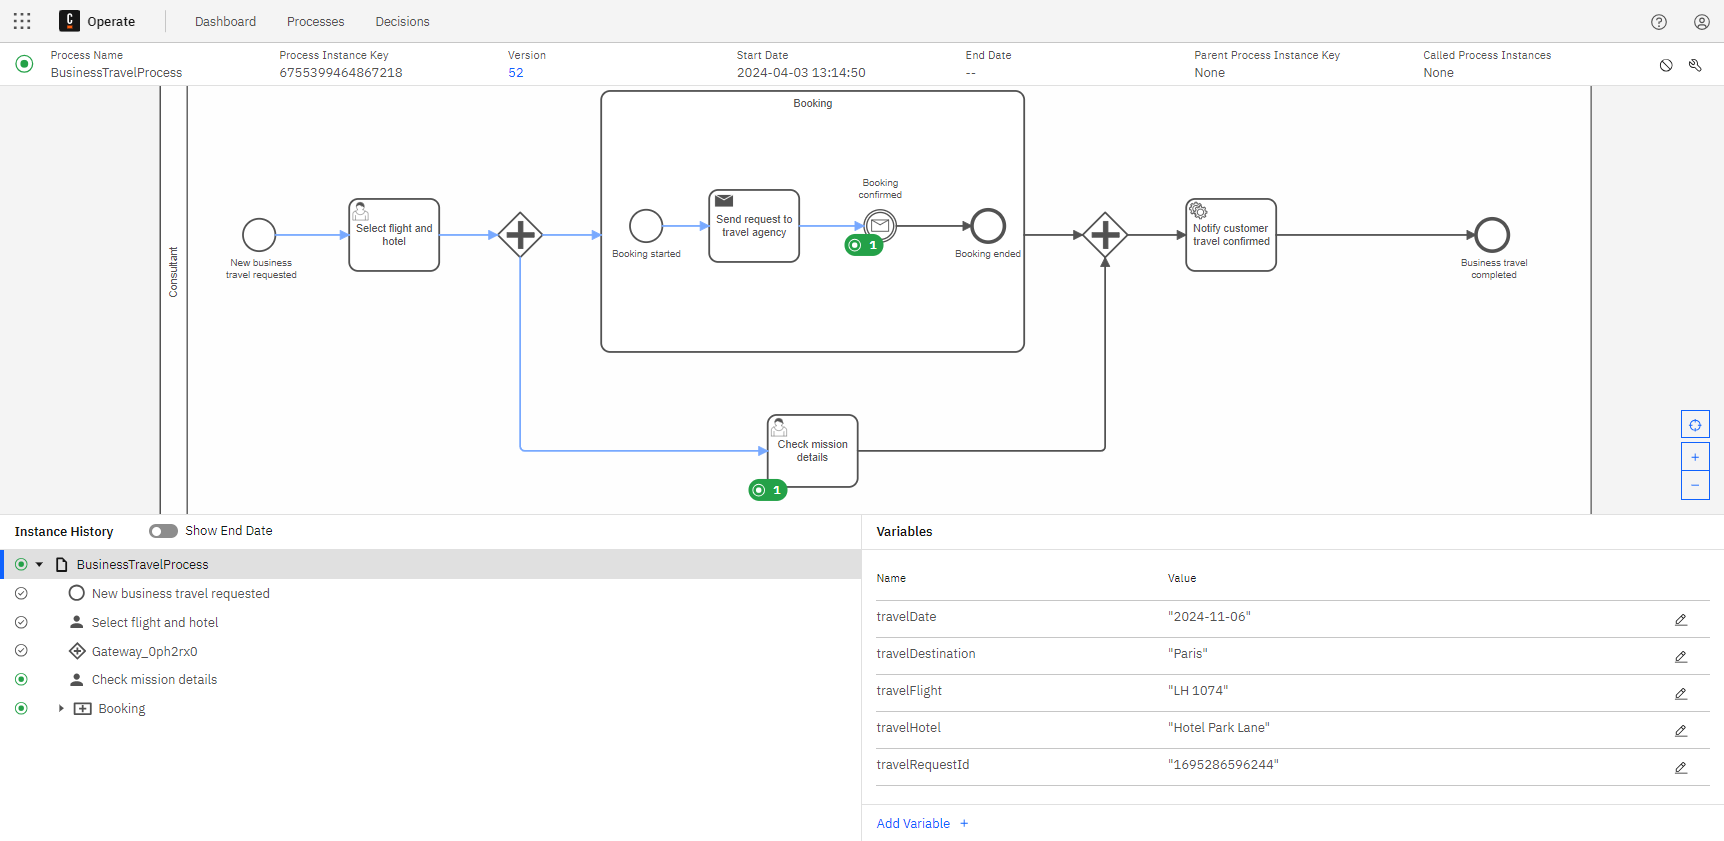 C Operate Dashboard Processes Decisions
Process Name Process Instance Key Version Start Date End Date Parent Process Instance Key Called Process Instances
BusinessTravelProcess 6755399464867218 52 2024-04-03 13:14:50 -- None None
Consultant
New business
travel requested
Select flight and
hotel
Booking
Booking started
Send request to
travel agency
Booking
confirmed
1
Booking ended
Check mission
details
1
Notify customer
travel confirmed
Business travel
completed
+
−
Instance History Show End Date
BusinessTravelProcess
New business travel requested
Select flight and hotel
Gateway_0ph2rx0
Check mission details
Booking
Variables
Name Value
travelDate "2024-11-06"
travelDestination "Paris"
travelFlight "LH 1074"
travelHotel "Hotel Park Lane"
travelRequestId "1695286596244"
Add Variable +